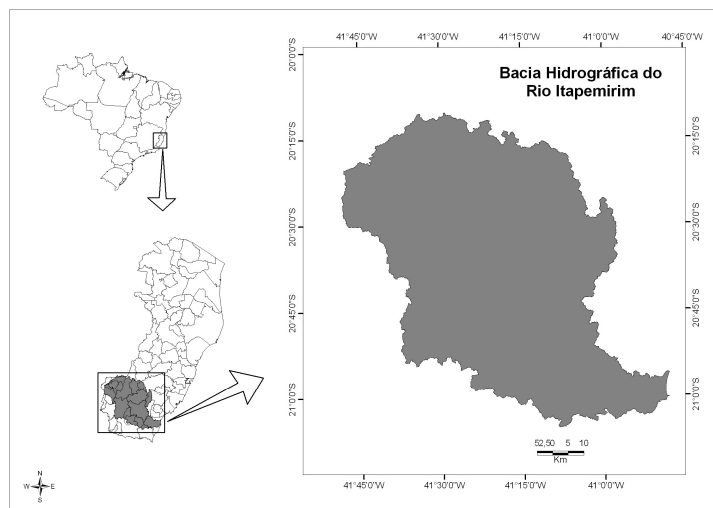 41°45'0"W 41°30'0"W 41°15'0"W 41°0'0"W 40°45'0"W
Bacia Hidrográfica do
Rio Itapemirim
20°0'0"S
20°15'0"S
20°30'0"S
20°45'0"S
21°0'0"S
20°15'0"S
20°30'0"S
20°45'0"S
21°0'0"S
52,50 5 10
Km
41°45'0"W 41°30'0"W 41°15'0"W 41°0'0"W
N
W E
S